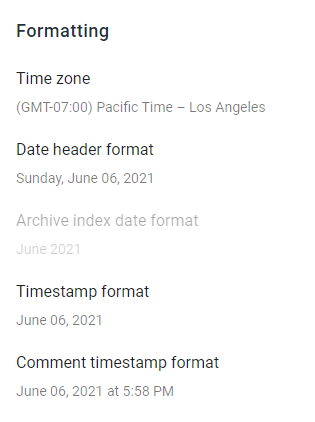 Formatting
Time zone
(GMT-07:00) Pacific Time – Los Angeles
Date header format
Sunday, June 06, 2021
Archive index date format
June 2021
Timestamp format
June 06, 2021
Comment timestamp format
June 06, 2021 at 5:58 PM